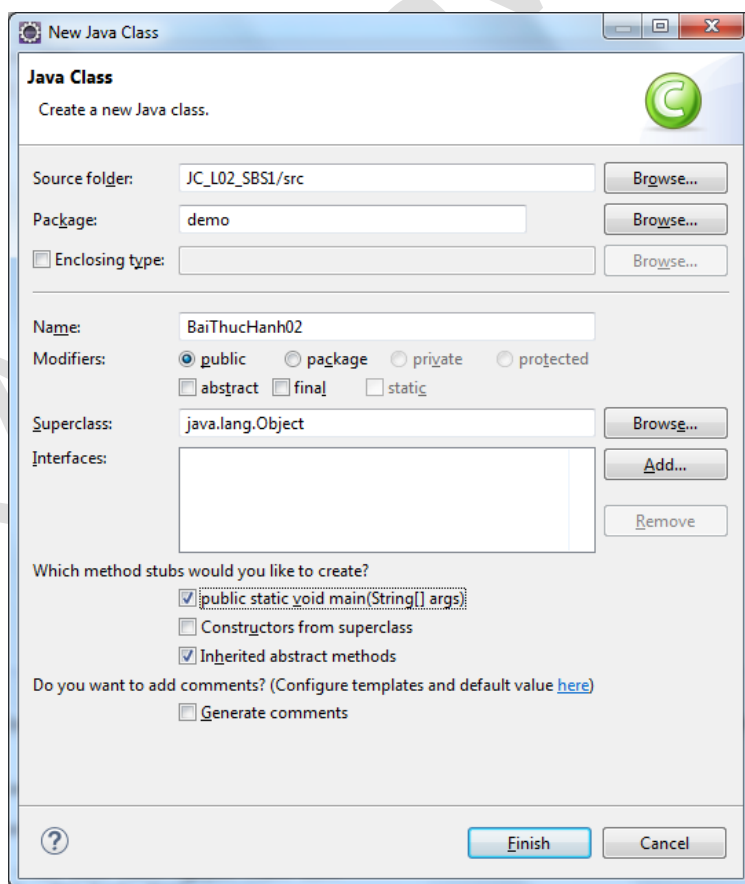 New Java Class
Java Class
Create a new Java class.
Source folder: JC_L02_SBS1/src Browse...
Package: demo Browse...
Enclosing type: Browse...
Name: BaiThucHanh02
Modifiers: public package private protected
abstract final static
Superclass: java.lang.Object Browse...
Interfaces: Add...
Remove
Which method stubs would you like to create?
public static void main(String[] args)
Constructors from superclass
Inherited abstract methods
Do you want to add comments? (Configure templates and default value here)
Generate comments
? Finish Cancel